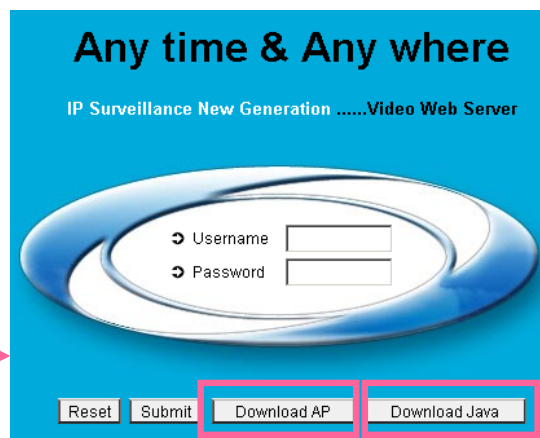 Any time & Any where
IP Surveillance New Generation ......Video Web Server
Username
Password
Reset Submit Download AP Download Java